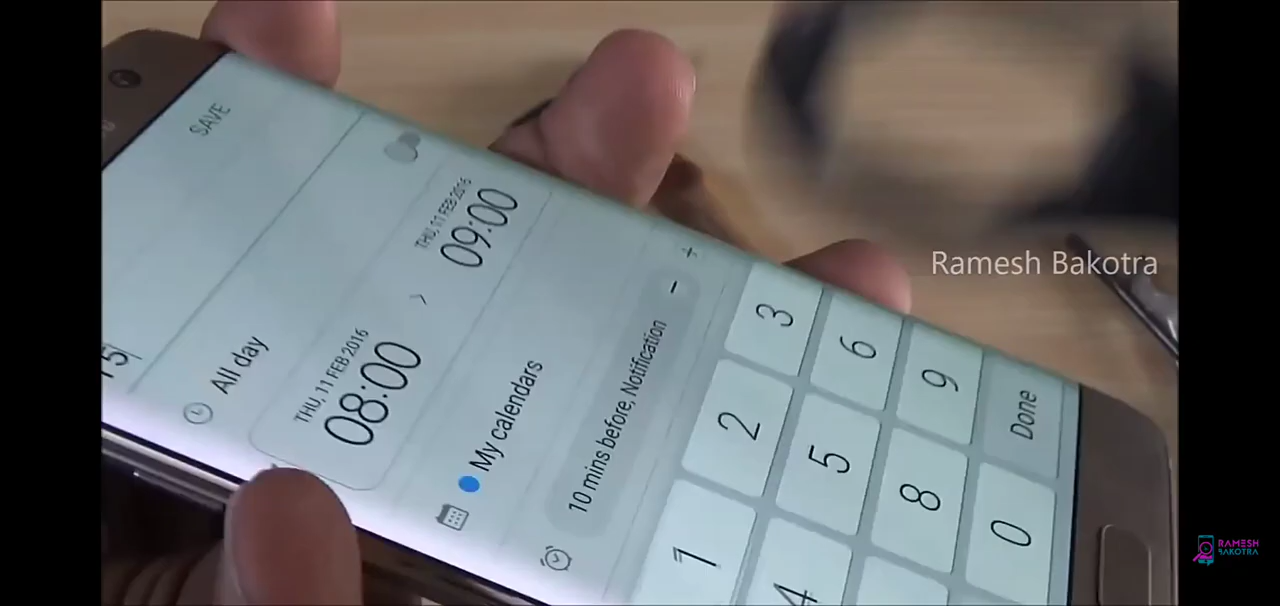 SAVE
15
All day
THU, 11 FEB 2016
08:00
>
THU, 11 FEB 2016
09:00
My calendars
10 mins before, Notification
−
+
1
2
3
4
5
6
8
9
0
Done
Ramesh Bakotra
RAMESH
BAKOTRA